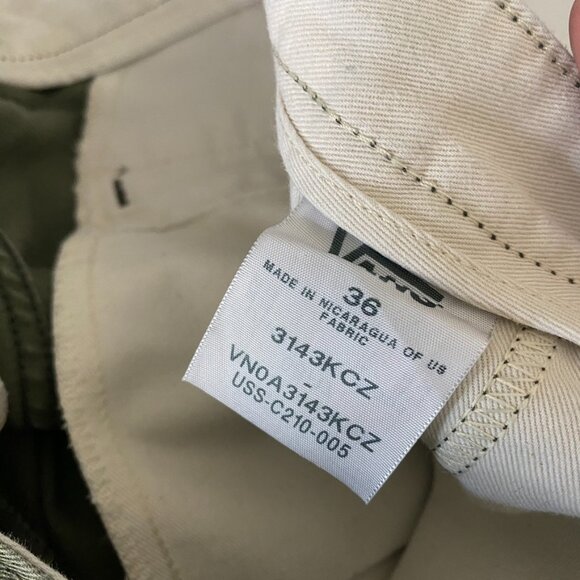 VANS
36
MADE IN NICARAGUA OF US
FABRIC
3143KCZ
-
VN0A3143KCZ
USS-C210-005